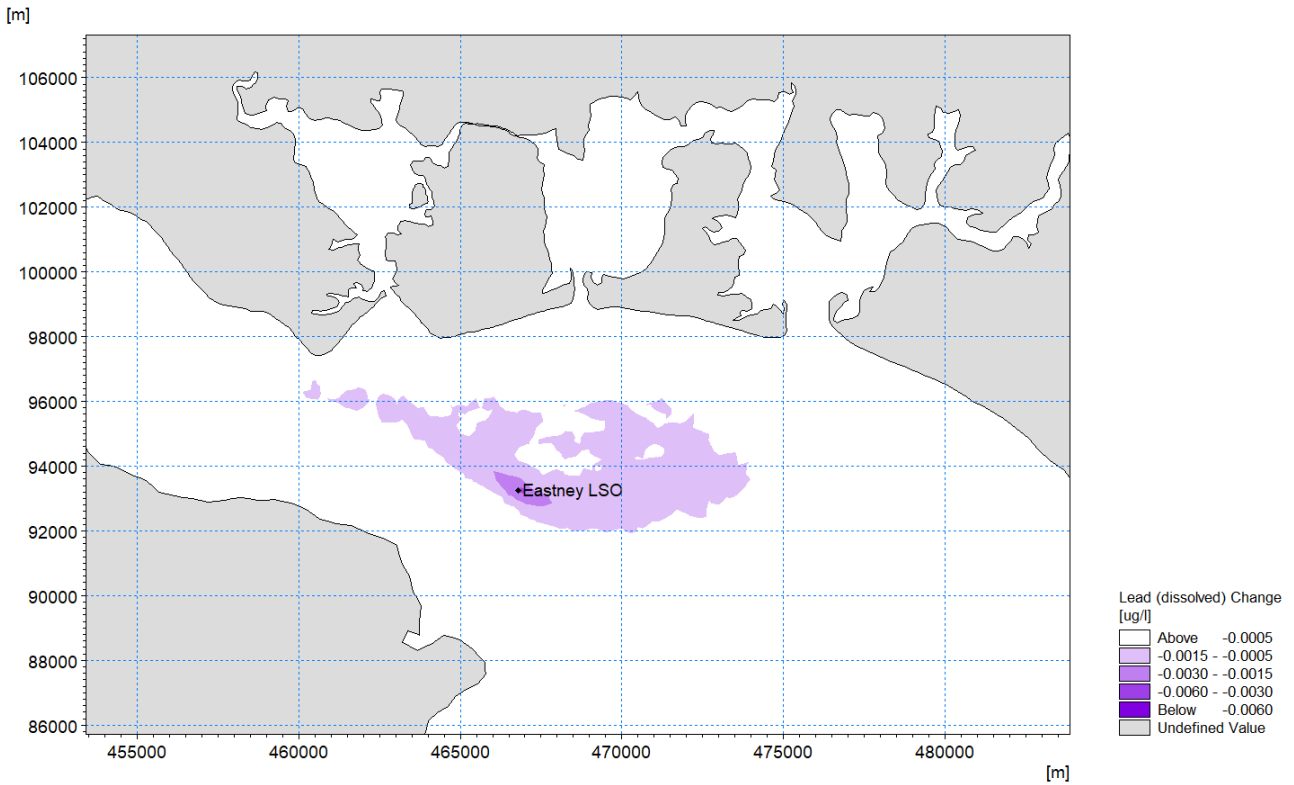 [m]
106000
104000
102000
100000
98000
96000
94000
Eastney LSO
92000
90000
88000
86000
455000 460000 465000 470000 475000 480000
[m]
Lead (dissolved) Change
[ug/l]
Above -0.0005
-0.0015 - -0.0005
-0.0030 - -0.0015
-0.0060 - -0.0030
Below -0.0060
Undefined Value